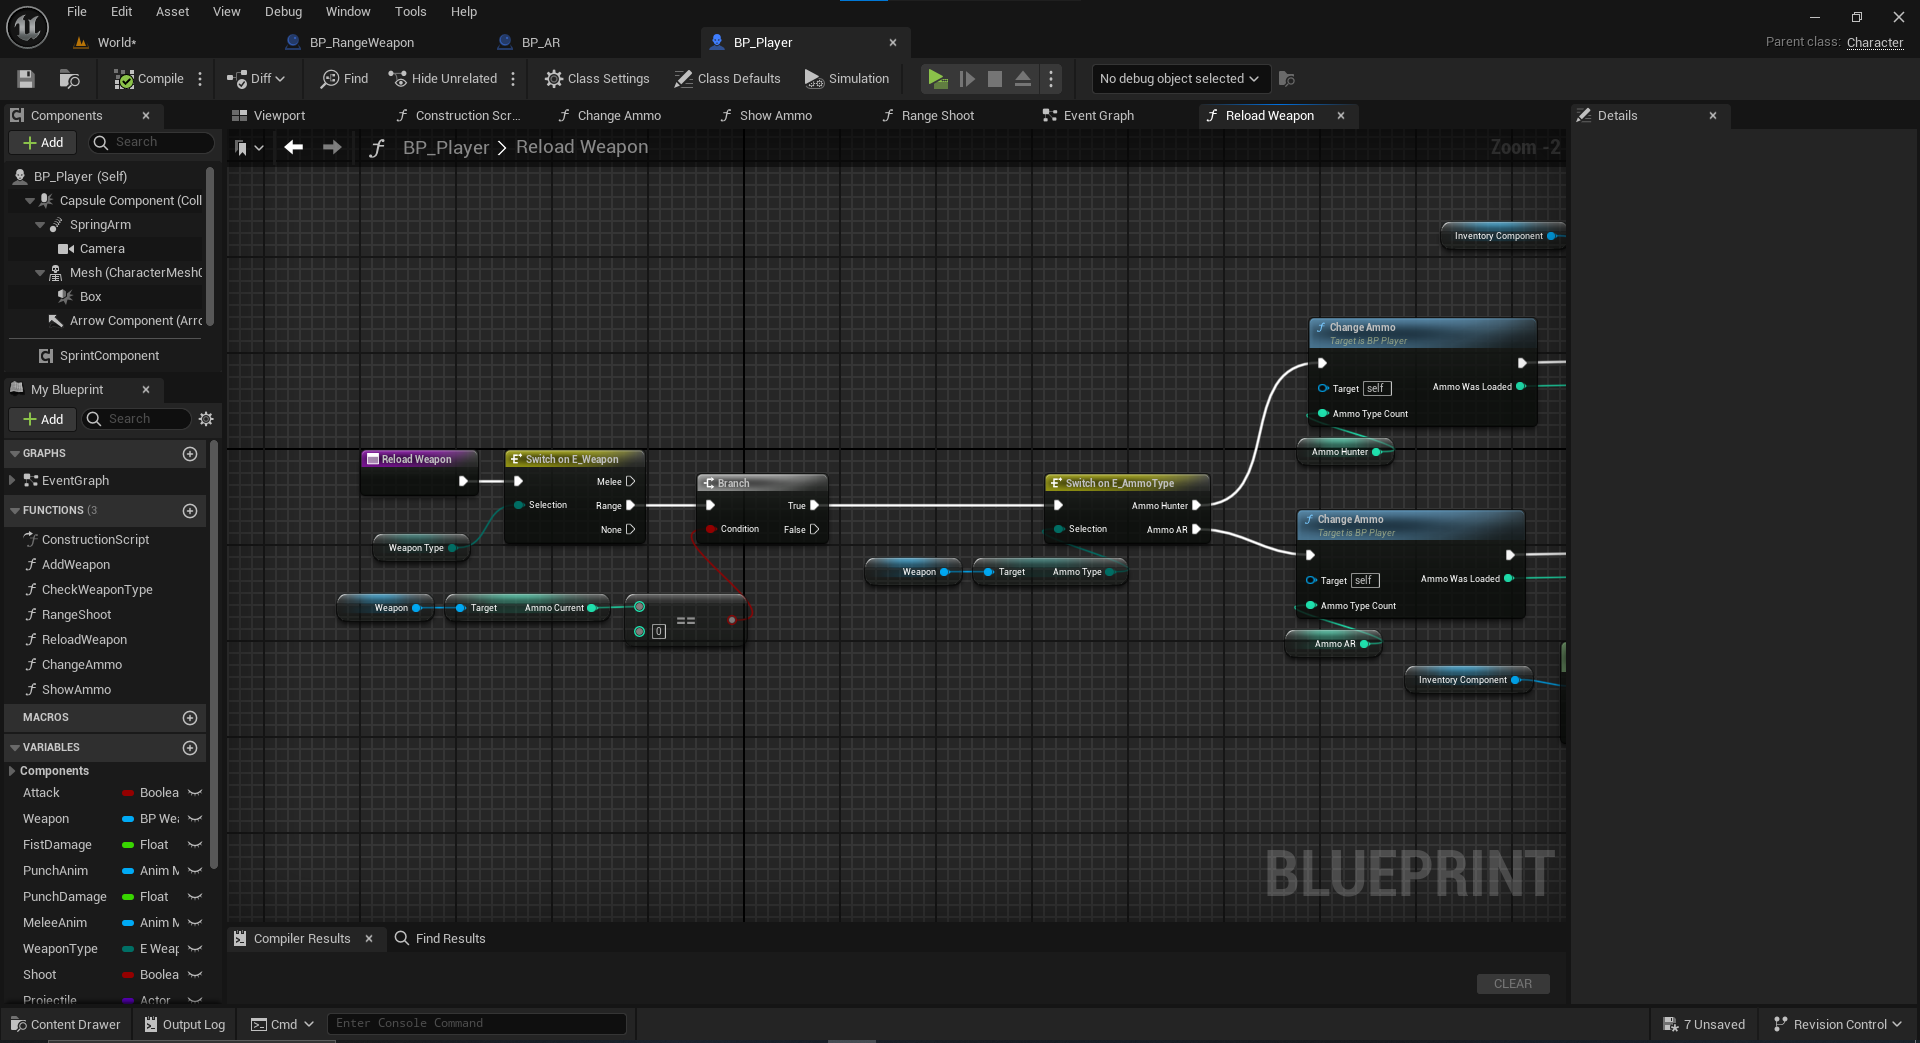 File Edit Asset View Debug Window Tools Help
World* BP_RangeWeapon BP_AR BP_Player
Parent class: Character
Compile Diff Find Hide Unrelated Class Settings Class Defaults Simulation No debug object selected
Components
Add Search
BP_Player (Self)
Capsule Component (Coll
SpringArm
Camera
Mesh (CharacterMesh0
Box
Arrow Component (Arro
SprintComponent
My Blueprint
Add Search
GRAPHS
EventGraph
FUNCTIONS (3
ConstructionScript
AddWeapon
CheckWeaponType
RangeShoot
ReloadWeapon
ChangeAmmo
ShowAmmo
MACROS
VARIABLES
Components
Attack Boolea
Weapon BP Wea
FistDamage Float
PunchAnim Anim M
PunchDamage Float
MeleeAnim Anim M
WeaponType E Weap
Shoot Boolea
Projectile Actor
Viewport Construction Scr... Change Ammo Show Ammo Range Shoot Event Graph Reload Weapon
BP_Player > Reload Weapon
Zoom -2
Inventory Component
Change Ammo
Target is BP Player
Target self
Ammo Was Loaded
Ammo Type Count
Ammo Hunter
Reload Weapon
Switch on E_Weapon
Melee
Selection Range
None
Weapon Type
Branch
True
Condition False
Weapon
Target Ammo Current
0
==
Switch on E_AmmoType
Ammo Hunter
Selection Ammo AR
Weapon
Target Ammo Type
Change Ammo
Target is BP Player
Target self
Ammo Was Loaded
Ammo Type Count
Ammo AR
Inventory Component
BLUEPRINT
Compiler Results Find Results
CLEAR
Details
Content Drawer Output Log Cmd Enter Console Command
7 Unsaved Revision Control